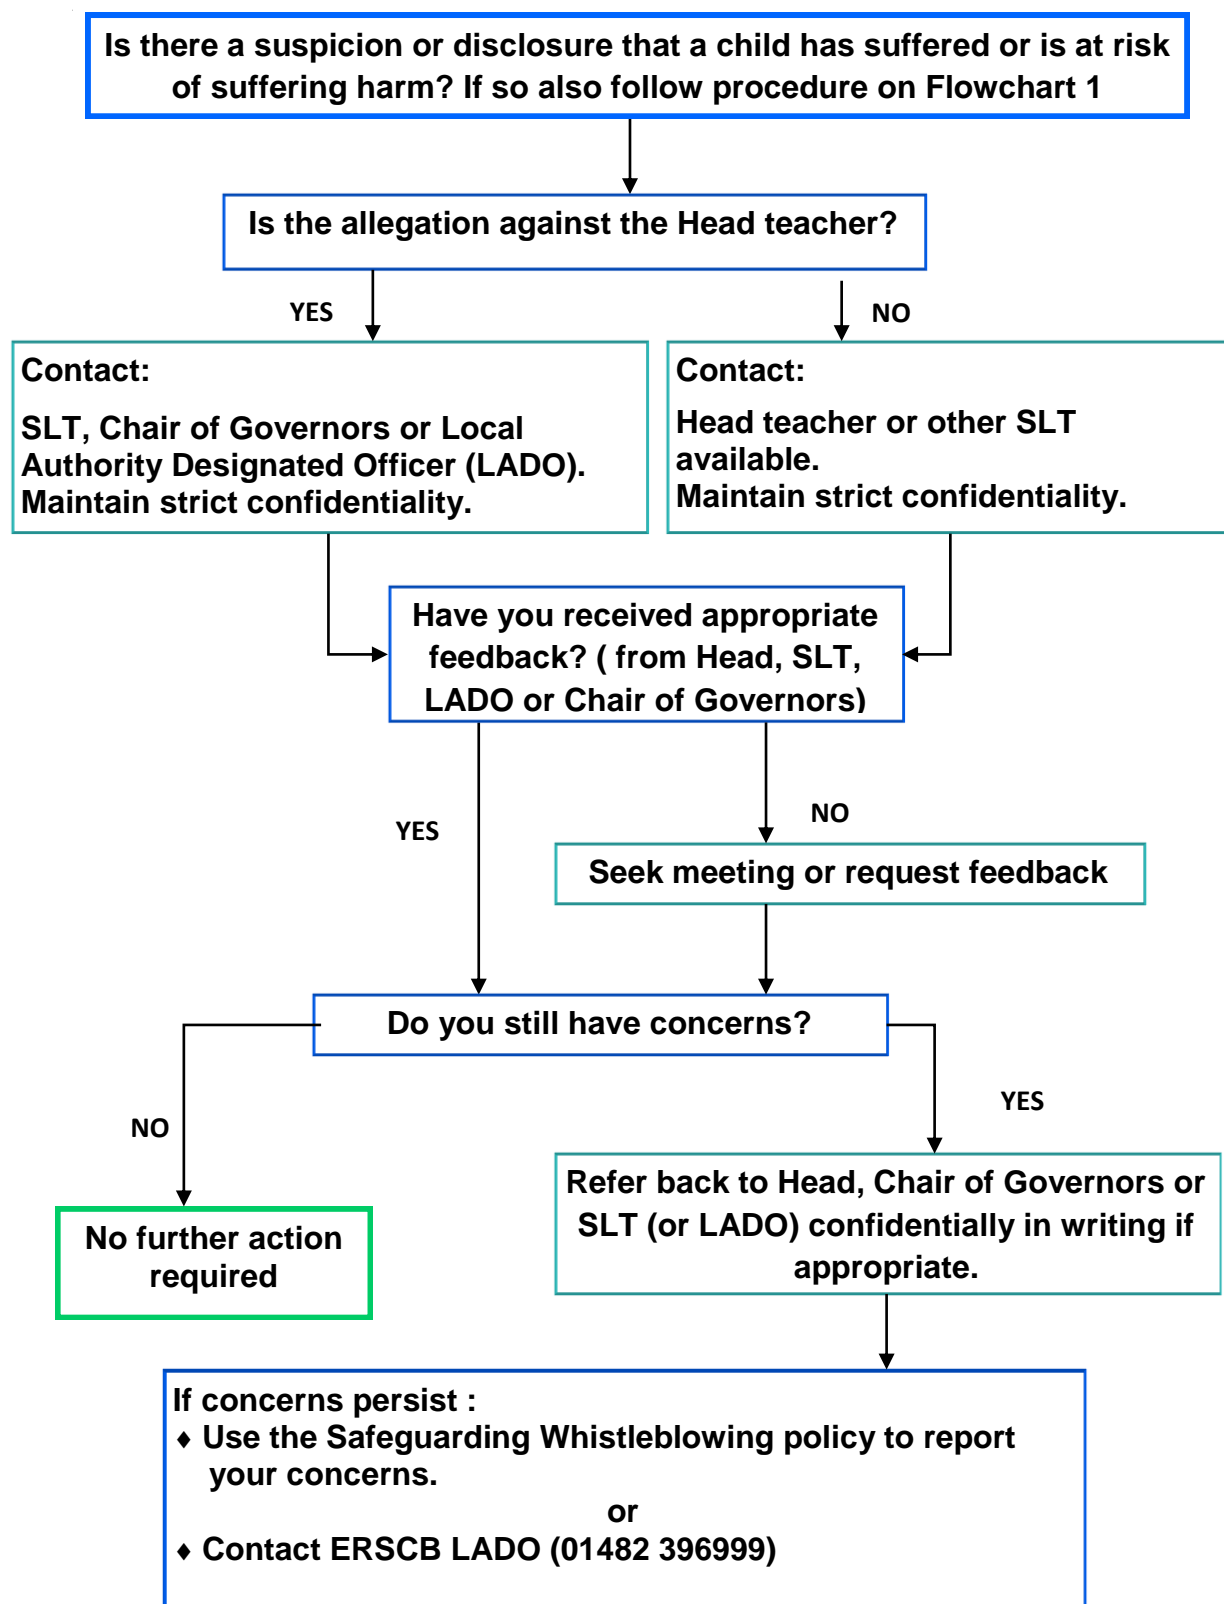 Is there a suspicion or disclosure that a child has suffered or is at risk
of suffering harm? If so also follow procedure on Flowchart 1
Is the allegation against the Head teacher?
YES
NO
Contact:
SLT, Chair of Governors or Local
Authority Designated Officer (LADO).
Maintain strict confidentiality.
Contact:
Head teacher or other SLT
available.
Maintain strict confidentiality.
Have you received appropriate
feedback? ( from Head, SLT,
LADO or Chair of Governors)
YES
NO
Seek meeting or request feedback
Do you still have concerns?
NO
YES
No further action
required
Refer back to Head, Chair of Governors or
SLT (or LADO) confidentially in writing if
appropriate.
If concerns persist :
♦ Use the Safeguarding Whistleblowing policy to report
your concerns.
or
♦ Contact ERSCB LADO (01482 396999)